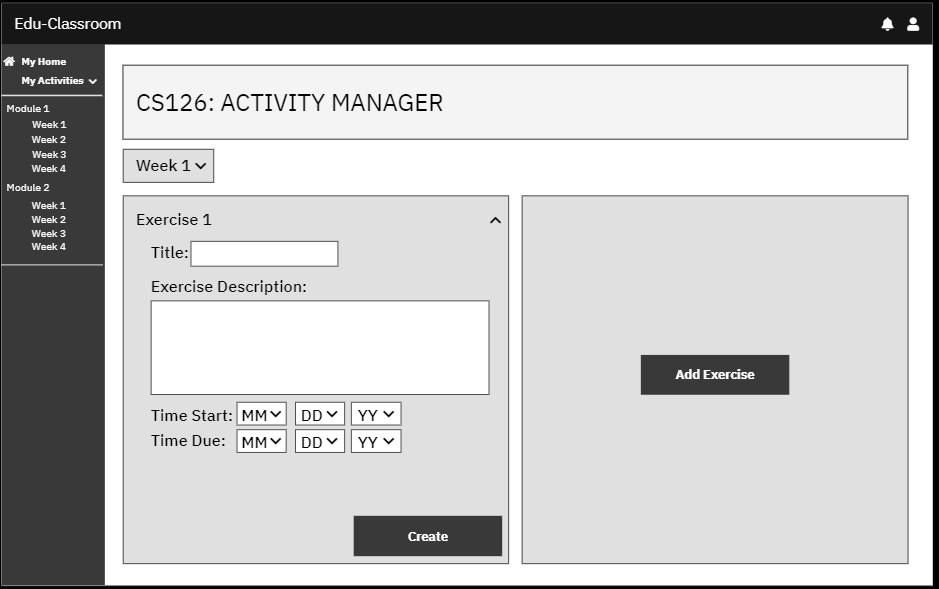 Edu-Classroom
My Home
My Activities
Module 1
Week 1
Week 2
Week 3
Week 4
Module 2
Week 1
Week 2
Week 3
Week 4
CS126: ACTIVITY MANAGER
Week 1
Exercise 1
Title:
Exercise Description:
Time Start: MM DD YY
Time Due: MM DD YY
Create
Add Exercise